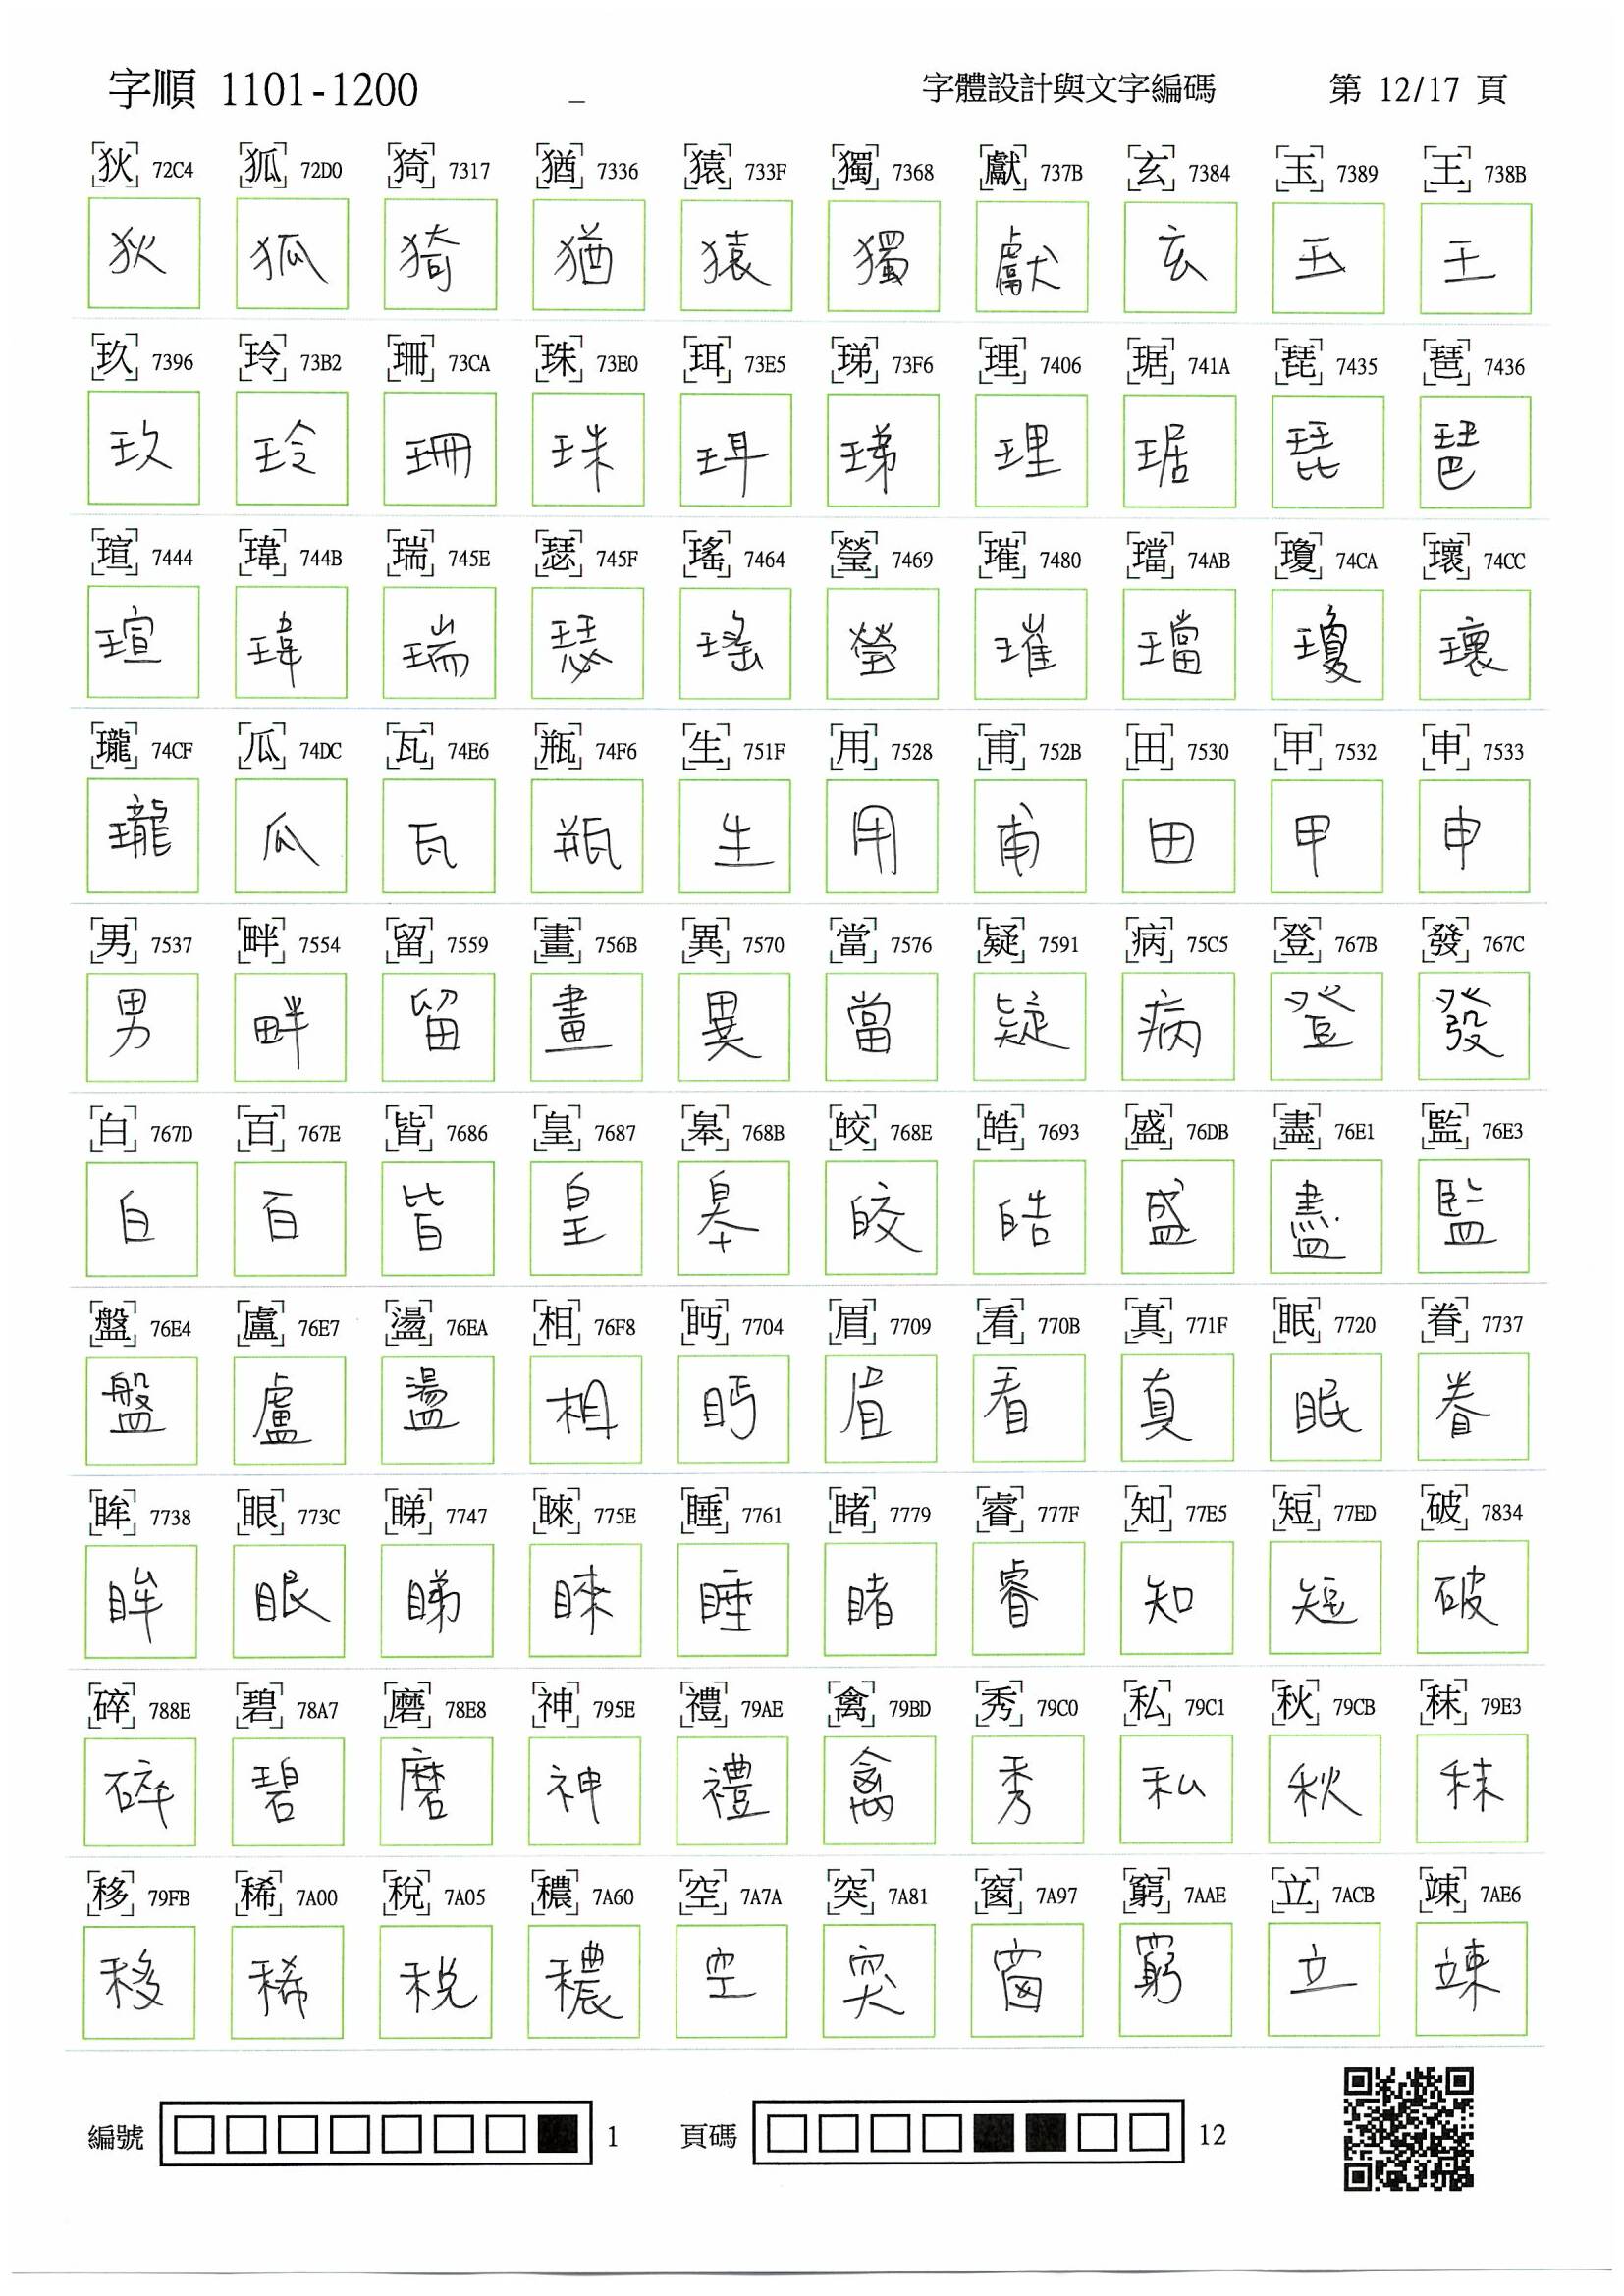 字順 1101-1200 _ 字體設計與文字編碼 第 12/17 頁
狄 72C4 狐 72D0 猗 7317 猶 7336 猿 733F 獨 7368 獻 737B 玄 7384 玉 7389 王 738B
狄 狐 猗 猶 猿 獨 獻 玄 玉 王
玖 7396 玲 73B2 珊 73CA 珠 73E0 珥 73E5 珶 73F6 理 7406 琚 741A 琵 7435 琶 7436
玖 玲 珊 珠 珥 珶 理 琚 琵 琶
瑄 7444 瑋 744B 瑞 745E 瑟 745F 瑤 7464 瑩 7469 璀 7480 璫 74AB 瓊 74CA 瓌 74CC
瑄 瑋 瑞 瑟 瑤 瑩 璀 璫 瓊 瓌
瓏 74CF 瓜 74DC 瓦 74E6 瓶 74F6 生 751F 用 7528 甫 752B 田 7530 甲 7532 申 7533
瓏 瓜 瓦 瓶 生 用 甫 田 甲 申
男 7537 畔 7554 留 7559 畫 756B 異 7570 當 7576 疑 7591 病 75C5 登 767B 發 767C
男 畔 留 畫 異 當 疑 病 登 發
白 767D 百 767E 皆 7686 皇 7687 皋 768B 皎 768E 皓 7693 盛 76DB 盡 76E1 監 76E3
白 百 皆 皇 皋 皎 皓 盛 盡 監
盤 76E4 盧 76E7 盪 76EA 相 76F8 眄 7704 眉 7709 看 770B 真 771F 眠 7720 眷 7737
盤 盧 盪 相 眄 眉 看 真 眠 眷
眸 7738 眼 773C 睇 7747 睞 775E 睡 7761 睹 7779 睿 777F 知 77E5 短 77ED 破 7834
眸 眼 睇 睞 睡 睹 睿 知 短 破
碎 788E 碧 78A7 磨 78E8 神 795E 禮 79AE 禽 79BD 秀 79C0 私 79C1 秋 79CB 秣 79E3
碎 碧 磨 神 禮 禽 秀 私 秋 秣
移 79FB 稀 7A00 稅 7A05 穠 7A60 空 7A7A 突 7A81 窗 7A97 窮 7AAE 立 7ACB 竦 7AE6
移 稀 稅 穠 空 突 窗 窮 立 竦
編號 1 頁碼 12